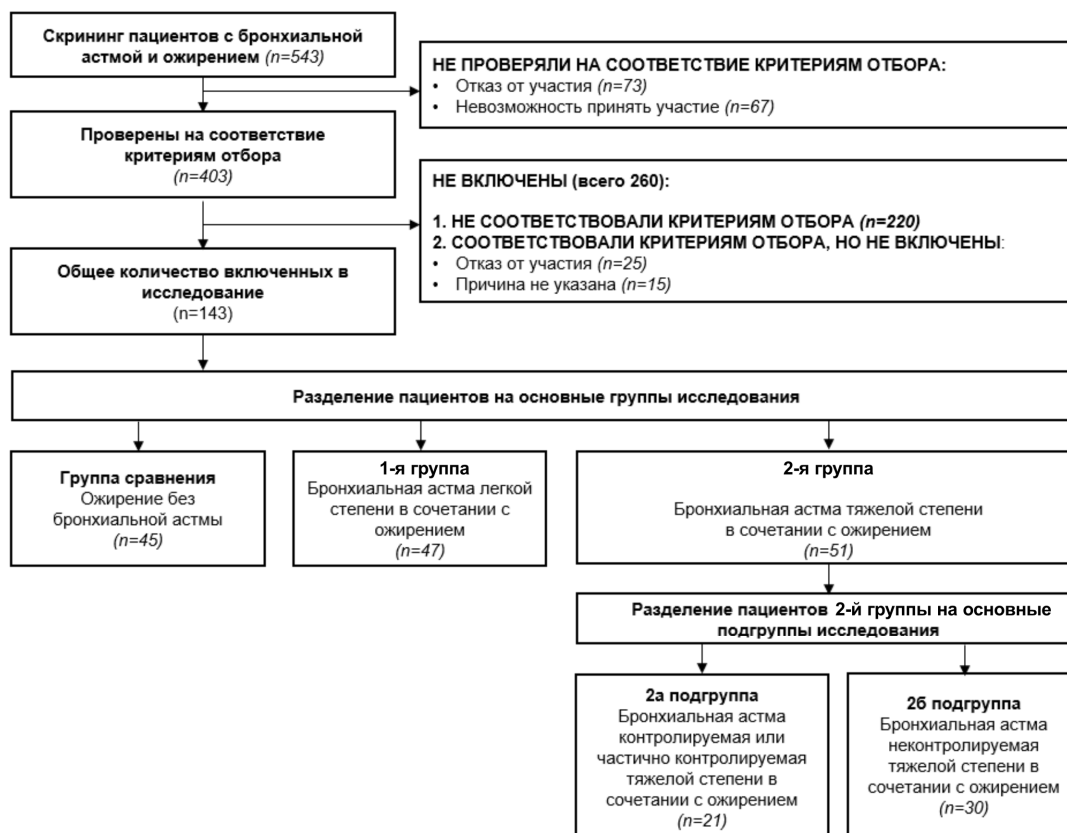 Скрининг пациентов с бронхиальной
астмой и ожирением (n=543)
НЕ ПРОВЕРЯЛИ НА СООТВЕТСТВИЕ КРИТЕРИЯМ ОТБОРА:
• Отказ от участия (n=73)
• Невозможность принять участие (n=67)
Проверены на соответствие
критериям отбора
(n=403)
НЕ ВКЛЮЧЕНЫ (всего 260):
1. НЕ СООТВЕТСТВОВАЛИ КРИТЕРИЯМ ОТБОРА (n=220)
2. СООТВЕТСТВОВАЛИ КРИТЕРИЯМ ОТБОРА, НО НЕ ВКЛЮЧЕНЫ:
• Отказ от участия (n=25)
• Причина не указана (n=15)
Общее количество включенных в
исследование
(n=143)
Разделение пациентов на основные группы исследования
Группа сравнения
Ожирение без
бронхиальной астмы
(n=45)
1-я группа
Бронхиальная астма легкой
степени в сочетании с
ожирением
(n=47)
2-я группа
Бронхиальная астма тяжелой степени
в сочетании с ожирением
(n=51)
Разделение пациентов 2-й группы на основные
подгруппы исследования
2а подгруппа
Бронхиальная астма
контролируемая или
частично контролируемая
тяжелой степени в
сочетании с ожирением
(n=21)
2б подгруппа
Бронхиальная астма
неконтролируемая
тяжелой степени в
сочетании с ожирением
(n=30)